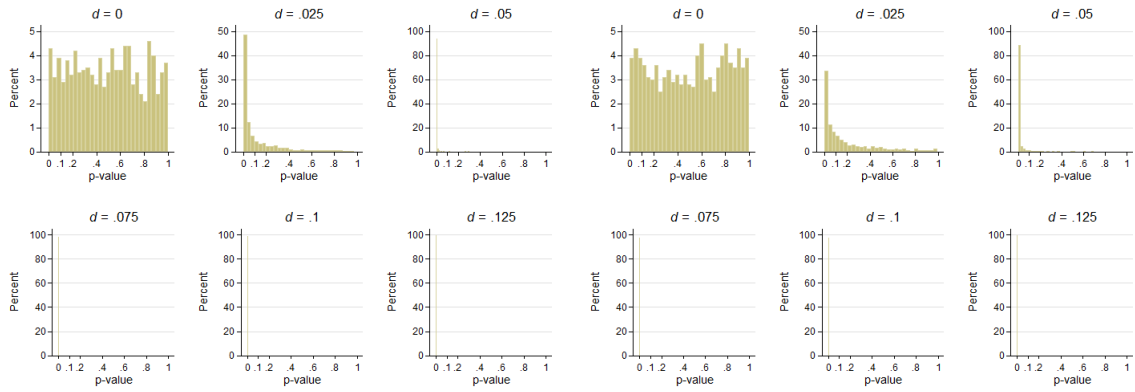 d = 0
d = .025
d = .05
d = 0
d = .025
d = .05
Percent
5
4
3
2
1
0
0 .1 .2 .4 .6 .8 1
p-value
Percent
50
40
30
20
10
0
0 .1 .2 .4 .6 .8 1
p-value
Percent
100
80
60
40
20
0
0 .1 .2 .4 .6 .8 1
p-value
Percent
5
4
3
2
1
0
0 .1 .2 .4 .6 .8 1
p-value
Percent
50
40
30
20
10
0
0 .1 .2 .4 .6 .8 1
p-value
Percent
100
80
60
40
20
0
0 .1 .2 .4 .6 .8 1
p-value
d = .075
d = .1
d = .125
d = .075
d = .1
d = .125
Percent
100
80
60
40
20
0
0 .1 .2 .4 .6 .8 1
p-value
Percent
100
80
60
40
20
0
0 .1 .2 .4 .6 .8 1
p-value
Percent
100
80
60
40
20
0
0 .1 .2 .4 .6 .8 1
p-value
Percent
100
80
60
40
20
0
0 .1 .2 .4 .6 .8 1
p-value
Percent
100
80
60
40
20
0
0 .1 .2 .4 .6 .8 1
p-value
Percent
100
80
60
40
20
0
0 .1 .2 .4 .6 .8 1
p-value